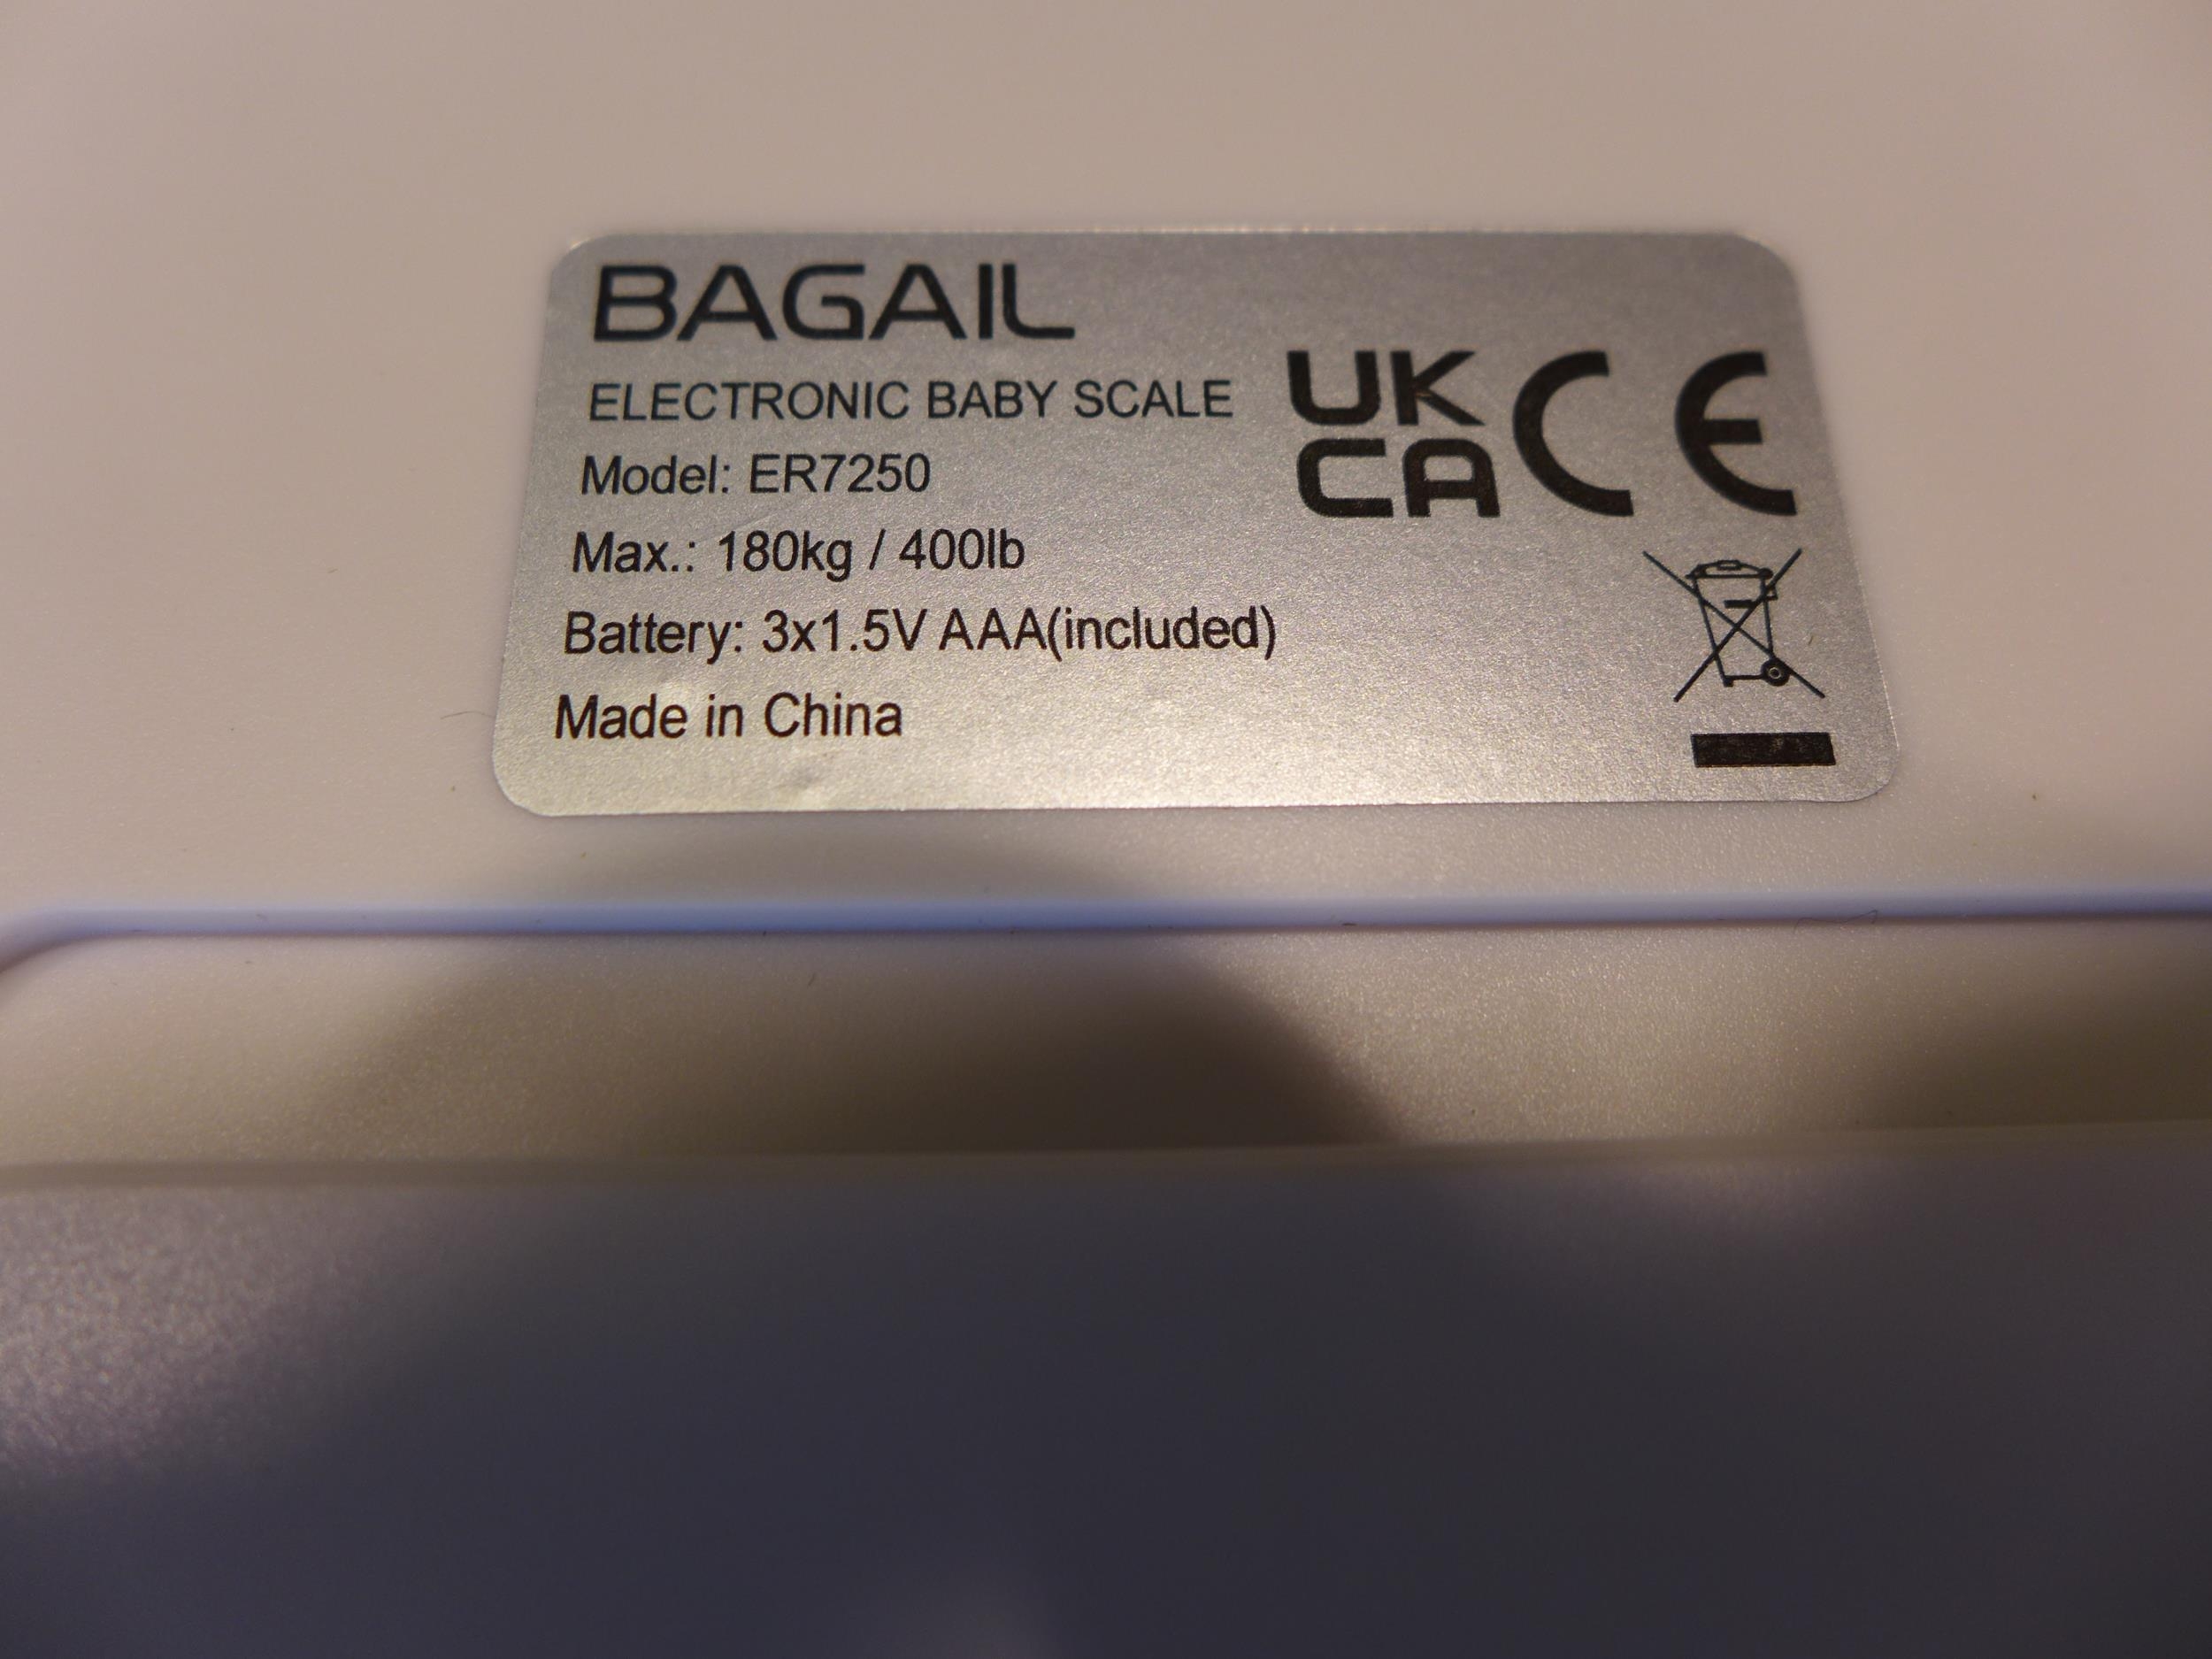 BAGAIL
ELECTRONIC BABY SCALE
Model: ER7250
Max.: 180kg / 400lb
Battery: 3x1.5V AAA(included)
Made in China
UK
CA
CE